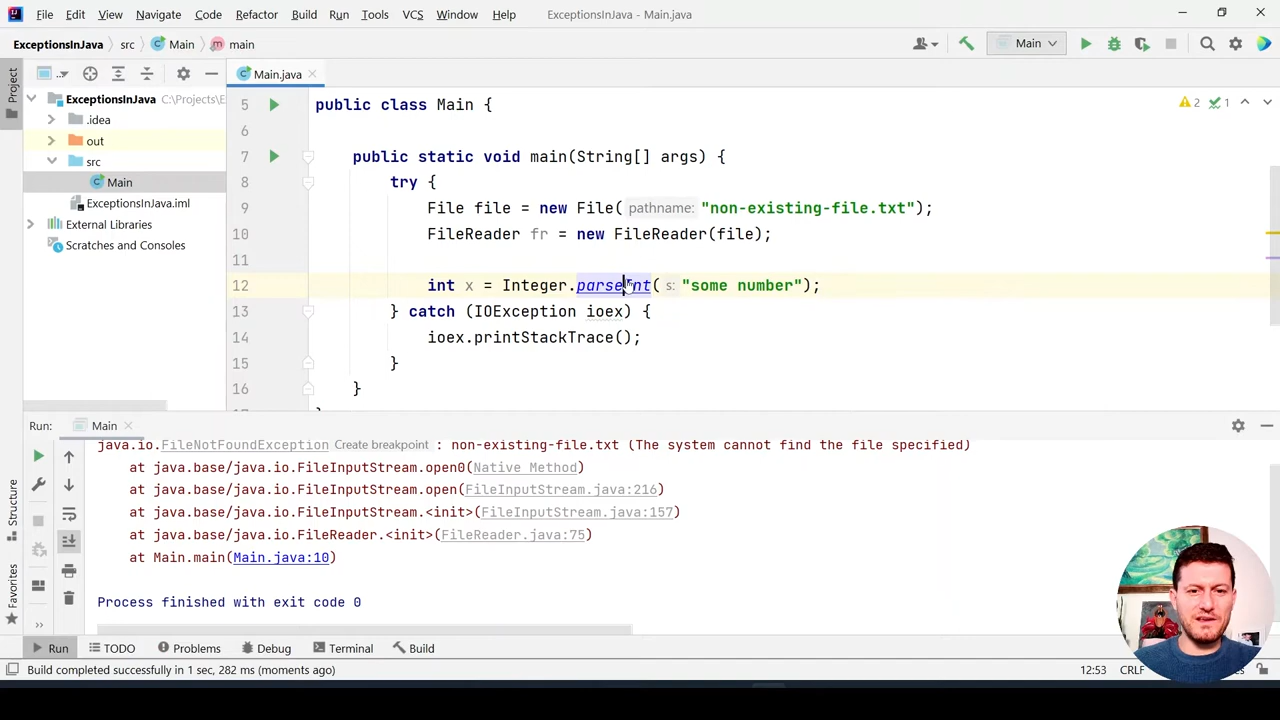 File Edit View Navigate Code Refactor Build Run Tools VCS Window Help ExceptionsInJava - Main.java
ExceptionsInJava src Main main Main
Project
Main.java
ExceptionsInJava C:\Projects\E
.idea
out
src
Main
ExceptionsInJava.iml
External Libraries
Scratches and Consoles
2 1
5 public class Main {
6
7 public static void main(String[] args) {
8 try {
9 File file = new File( pathname: "non-existing-file.txt");
10 FileReader fr = new FileReader(file);
11
12 int x = Integer.parseInt( s: "some number");
13 } catch (IOException ioex) {
14 ioex.printStackTrace();
15 }
16 }
Run: Main
java.io.FileNotFoundException Create breakpoint : non-existing-file.txt (The system cannot find the file specified)
at java.base/java.io.FileInputStream.open0(Native Method)
at java.base/java.io.FileInputStream.open(FileInputStream.java:216)
at java.base/java.io.FileInputStream.<init>(FileInputStream.java:157)
at java.base/java.io.FileReader.<init>(FileReader.java:75)
at Main.main(Main.java:10)
Process finished with exit code 0
Structure
Favorites
Run TODO Problems Debug Terminal Build
Build completed successfully in 1 sec, 282 ms (moments ago) 12:53 CRLF